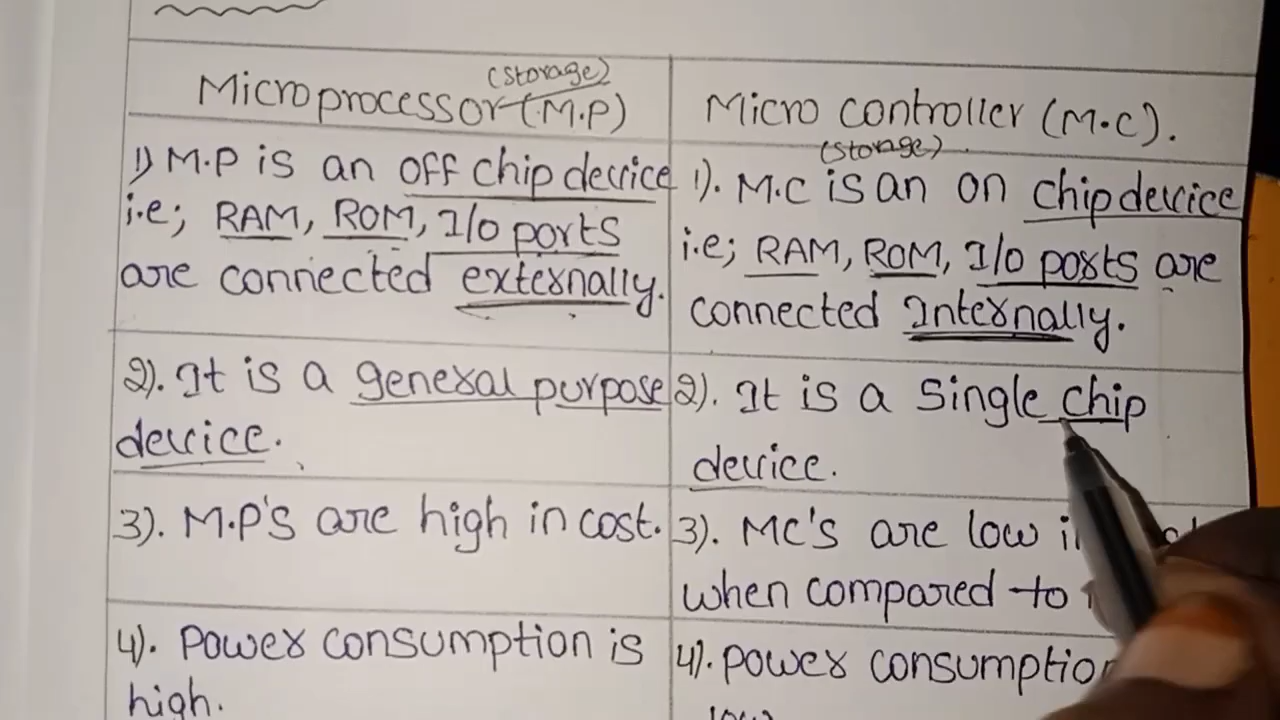 (storage)
Microprocessor (M.P)
1) M.P is an off chip device
i.e; RAM, ROM, I/O ports
are connected externally.
2). It is a general purpose
device.
3). M.P's are high in cost.
4). Power consumption is
high.
Micro controller (M.C).
(storage)
1). M.C is an on chip device
i.e; RAM, ROM, I/O ports are
connected Internally.
2). It is a Single chip
device.
3). MC's are low
when compared to
4). power consumption
low